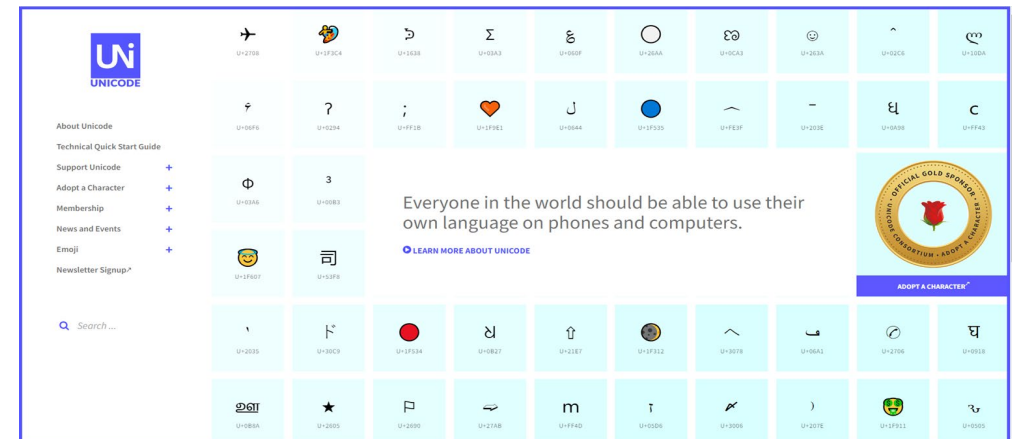 UNi
UNICODE
About Unicode
Technical Quick Start Guide
Support Unicode +
Adopt a Character +
Membership +
News and Events +
Emoji +
Newsletter Signup↗
Search ...
✈ 🏄 ᘸ Σ ⚪ ಣ ☺ ˆ ლ
U+2708 U+1F3C4 U+1638 U+03A3 U+060F U+26AA U+0CA3 U+263A U+02C6 U+10DA
ʔ ; 🧡 ل 🔵 ︿ ઘ c
U+06F6 U+0294 U+FF1B U+1F9E1 U+0644 U+1F535 U+FE3F U+203E U+0A98 U+FF43
Φ ³
U+03A6 U+00B3
Everyone in the world should be able to use their
own language on phones and computers.
LEARN MORE ABOUT UNICODE
OFFICIAL GOLD SPONSOR
UNICODE CONSORTIUM • ADOPT A CHARACTER
ADOPT A CHARACTER↗
😇 司
U+1F607 U+53F8
‵ ド 🔴 ଧ ⇧ 🌒 へ ڡ ✆ घ
U+2035 U+30C9 U+1F534 U+0B27 U+21E7 U+1F312 U+3078 U+06A1 U+2706 U+0918
ஊ ★ ⚐ ➫ m ז 〆 ⁾ 🤑 օ
U+0B8A U+2605 U+2690 U+27AB U+FF4D U+05D6 U+3006 U+207E U+1F911 U+0505